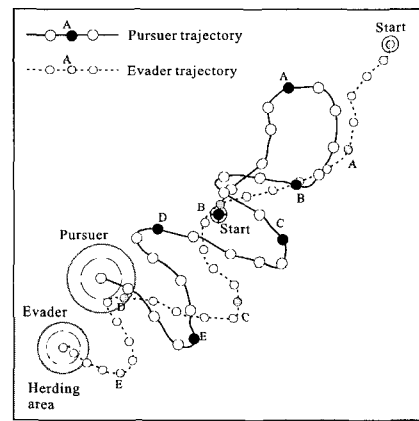 A
Pursuer trajectory
A
Evader trajectory
Start
A
A
B
B
Start
C
D
Pursuer
D
C
E
Evader
E
Herding
area